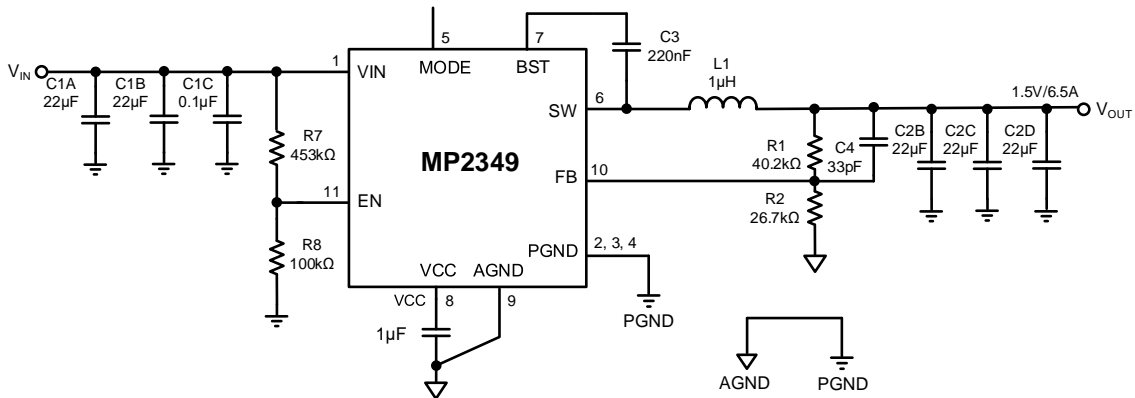 5
MODE
7
BST
C3
220nF
V_IN
C1A
22µF
C1B
22µF
C1C
0.1µF
1
VIN
L1
1µH
6
SW
1.5V/6.5A
V_OUT
R7
453kΩ
MP2349
R1
40.2kΩ
C4
33pF
C2B
22µF
C2C
22µF
C2D
22µF
FB
10
11
EN
R2
26.7kΩ
R8
100kΩ
PGND
2, 3, 4
VCC
AGND
VCC
8
9
PGND
1µF
AGND
PGND